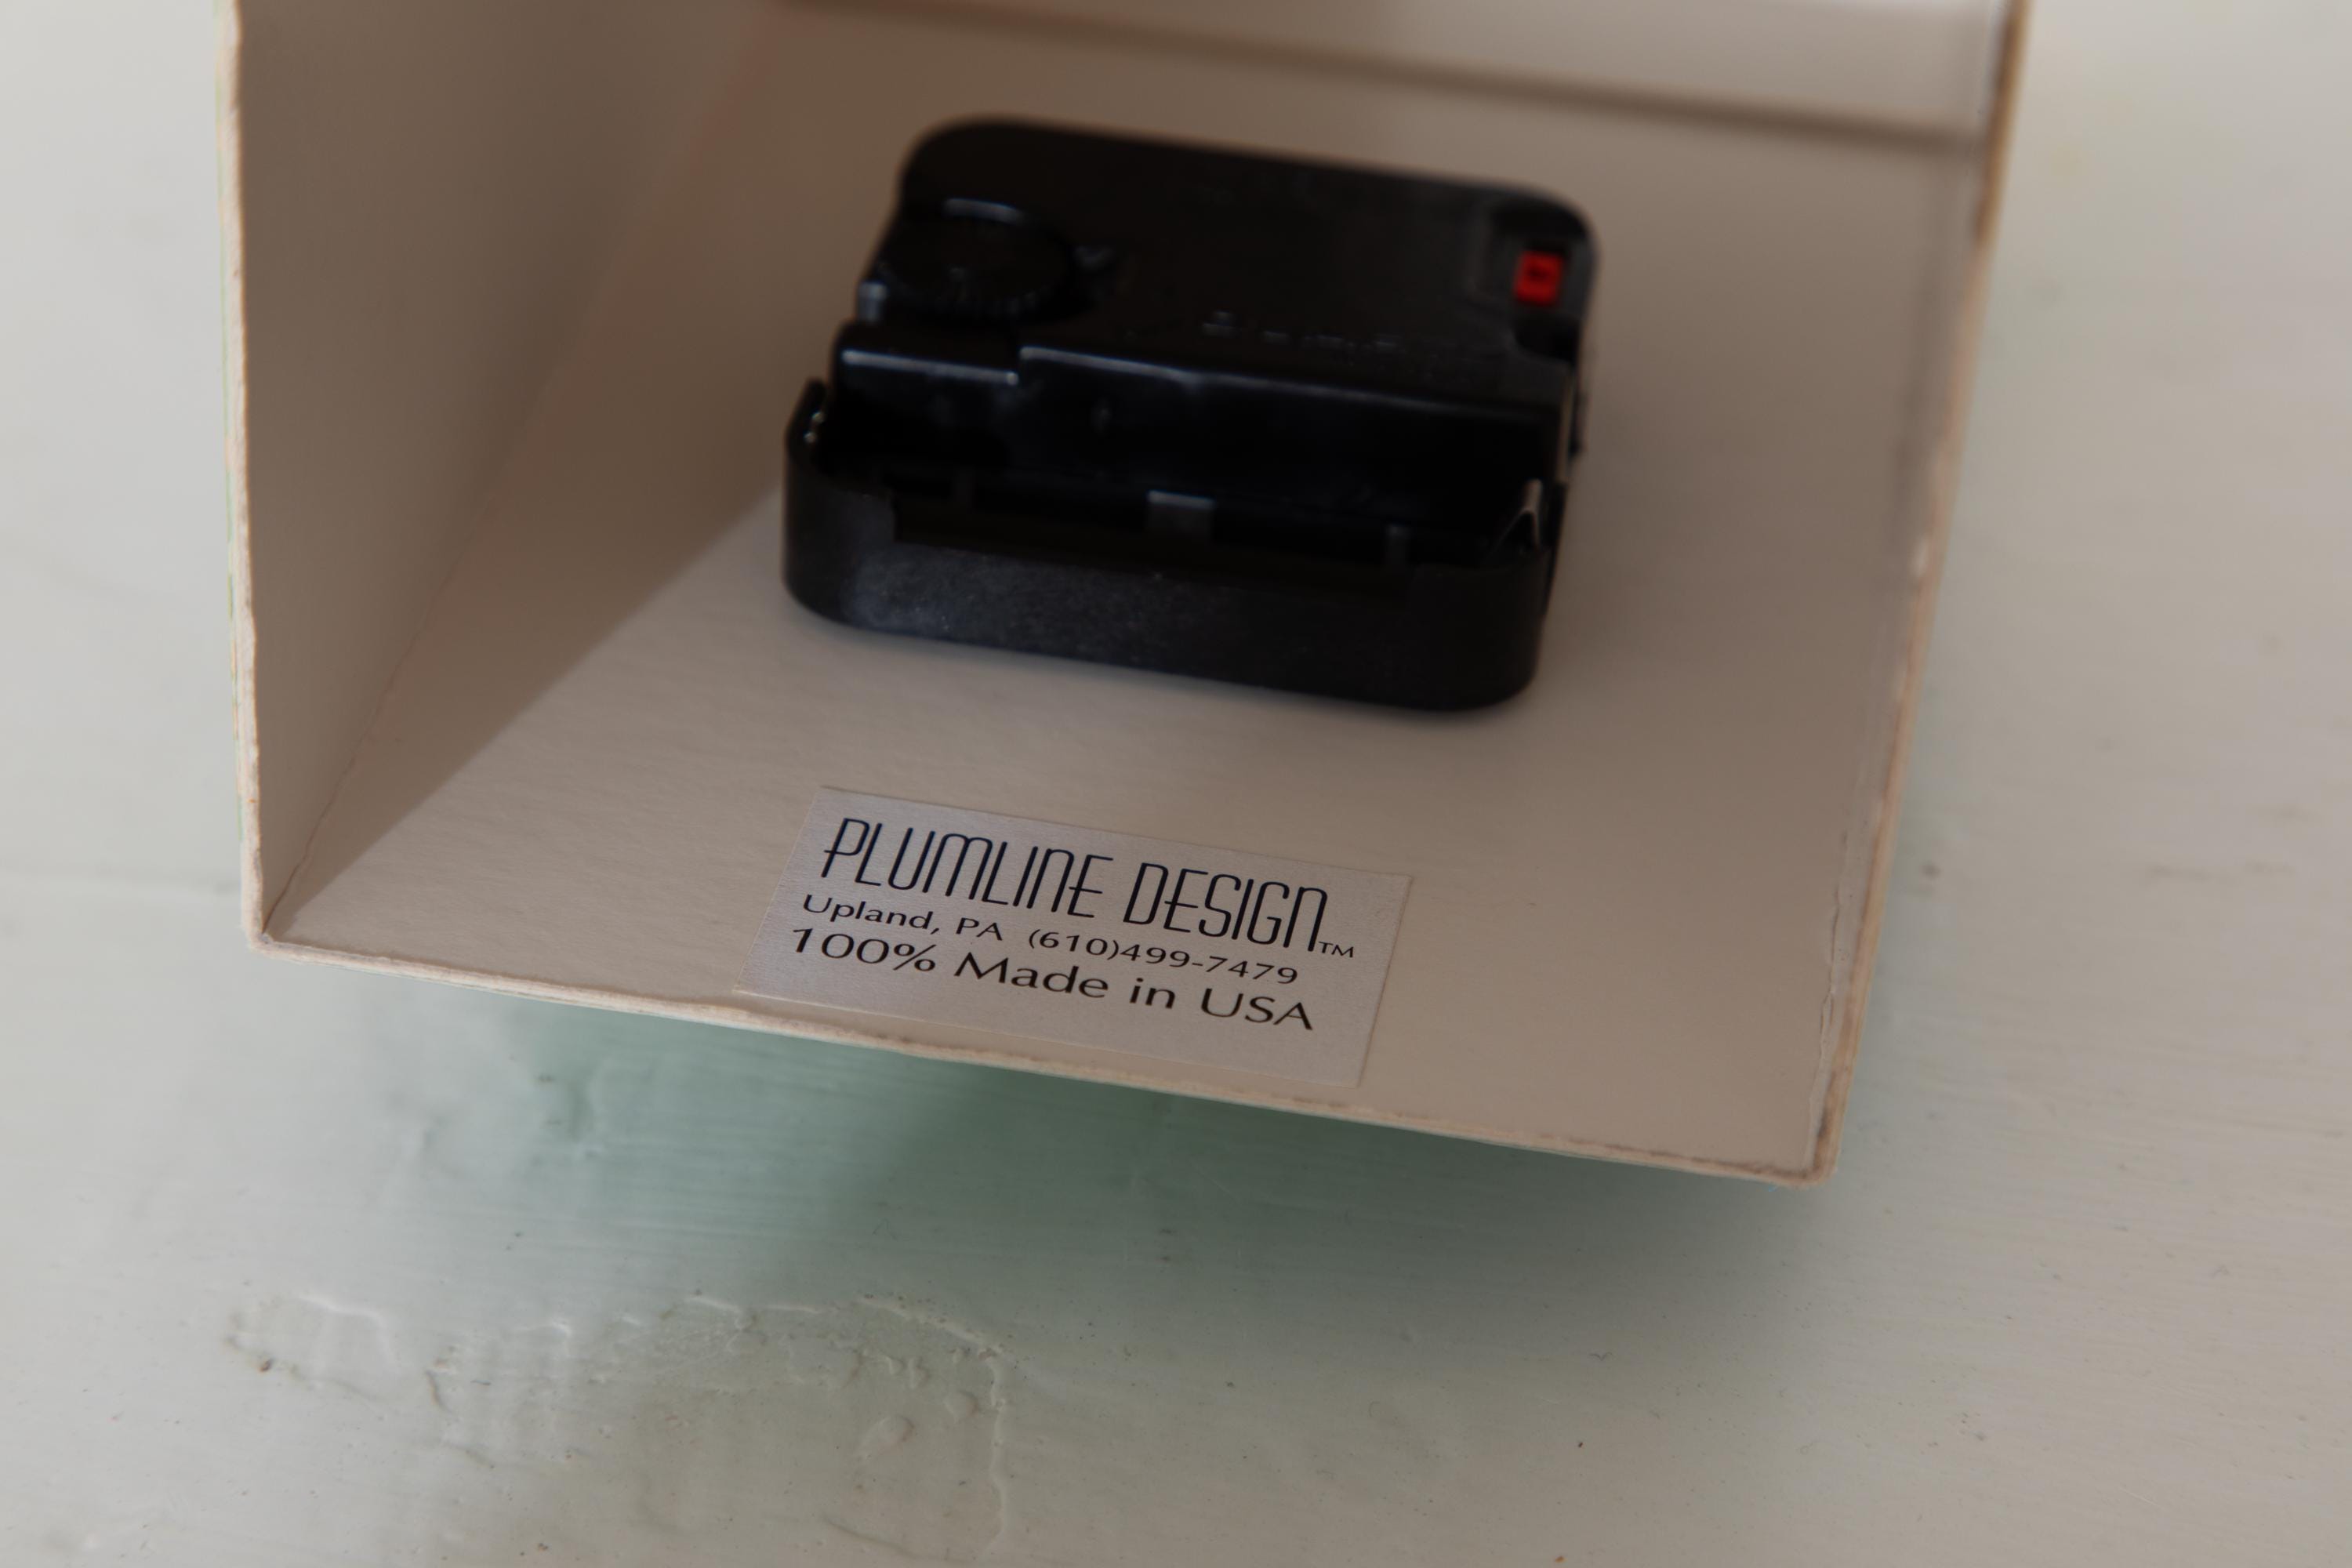 PLUMLINE DESIGN™
Upland, PA (610)499-7479
100% Made in USA